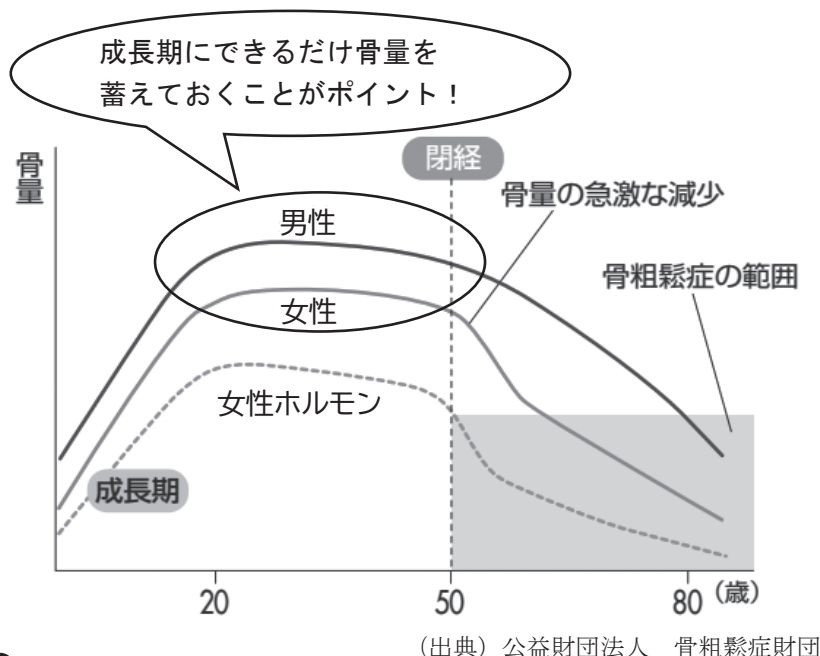 成長期にできるだけ骨量を
蓄えておくことがポイント！
骨量
閉経
骨量の急激な減少
男性
骨粗鬆症の範囲
女性
女性ホルモン
成長期
20
50
80
（歳）
（出典）公益財団法人　骨粗鬆症財団